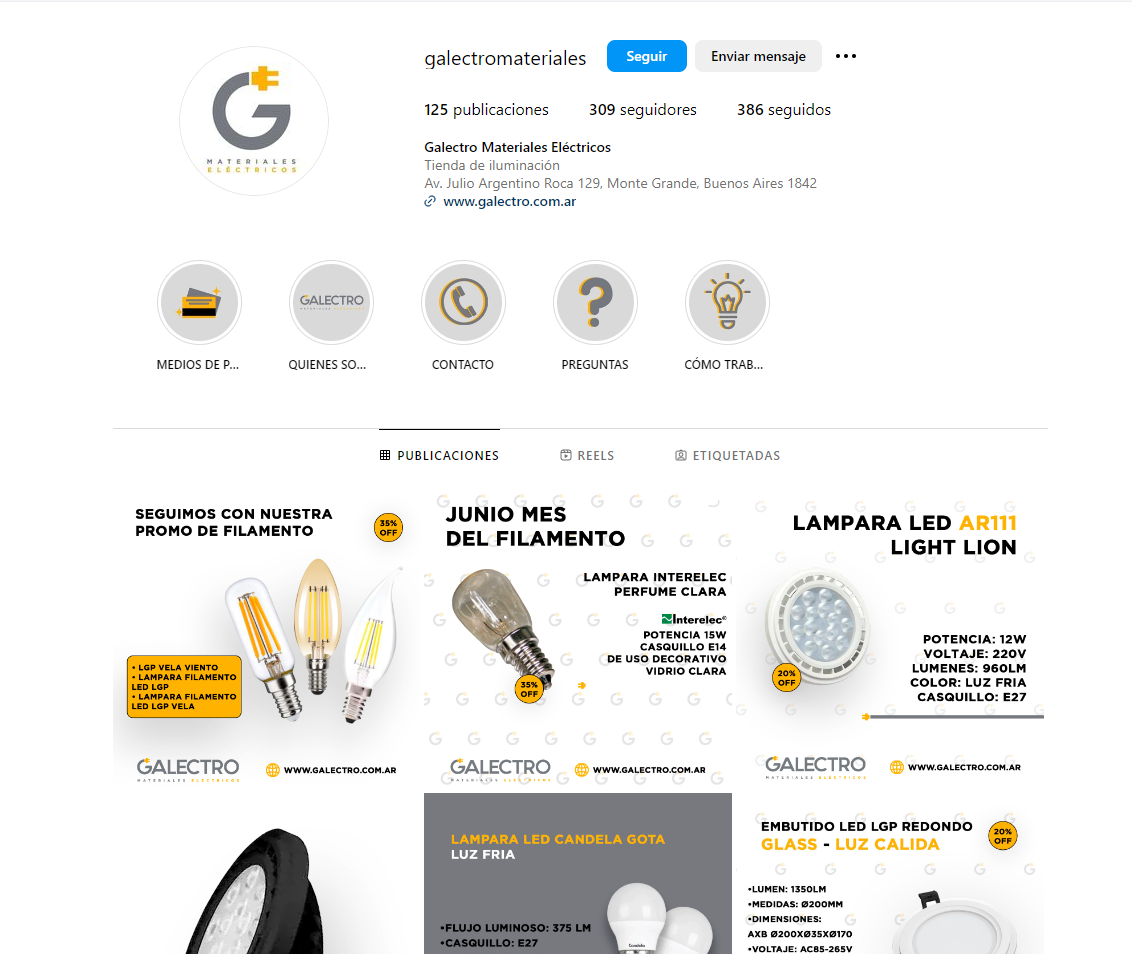 galectromateriales
Seguir
Enviar mensaje
125 publicaciones
309 seguidores
386 seguidos
Galectro Materiales Eléctricos
Tienda de iluminación
Av. Julio Argentino Roca 129, Monte Grande, Buenos Aires 1842
www.galectro.com.ar
G
MATERIALES
ELÉCTRICOS
GALECTRO
MATERIALES ELÉCTRICOS
MEDIOS DE P...
QUIENES SO...
CONTACTO
PREGUNTAS
CÓMO TRAB...
PUBLICACIONES
REELS
ETIQUETADAS
SEGUIMOS CON NUESTRA
PROMO DE FILAMENTO
35%
OFF
• LGP VELA VIENTO
• LAMPARA FILAMENTO
LED LGP
• LAMPARA FILAMENTO
LED LGP VELA
GALECTRO
MATERIALES ELÉCTRICOS
WWW.GALECTRO.COM.AR
JUNIO MES
DEL FILAMENTO
LAMPARA INTERELEC
PERFUME CLARA
Interelec®
POTENCIA 15W
CASQUILLO E14
DE USO DECORATIVO
VIDRIO CLARA
35%
OFF
GALECTRO
MATERIALES ELÉCTRICOS
WWW.GALECTRO.COM.AR
LAMPARA LED AR111
LIGHT LION
POTENCIA: 12W
VOLTAJE: 220V
LUMENES: 960LM
COLOR: LUZ FRIA
CASQUILLO: E27
20%
OFF
GALECTRO
MATERIALES ELÉCTRICOS
WWW.GALECTRO.COM.AR
LAMPARA LED CANDELA GOTA
LUZ FRIA
•FLUJO LUMINOSO: 375 LM
•CASQUILLO: E27
Candela
EMBUTIDO LED LGP REDONDO
GLASS - LUZ CALIDA
20%
OFF
•LUMEN: 1350LM
•MEDIDAS: Ø200MM
•DIMENSIONES:
AXB Ø200XØ35XØ170
•VOLTAJE: AC85-265V